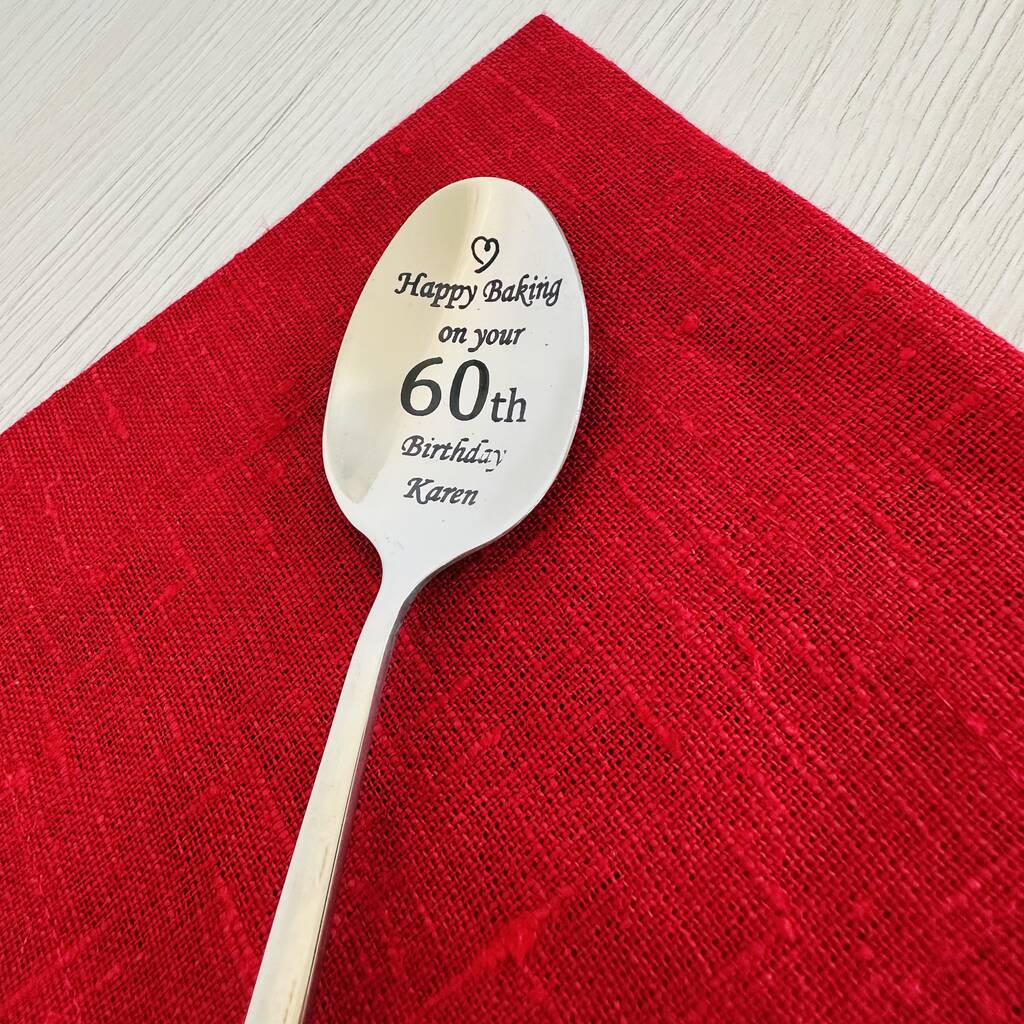 Happy Baking
on your
60th
Birthday
Karen